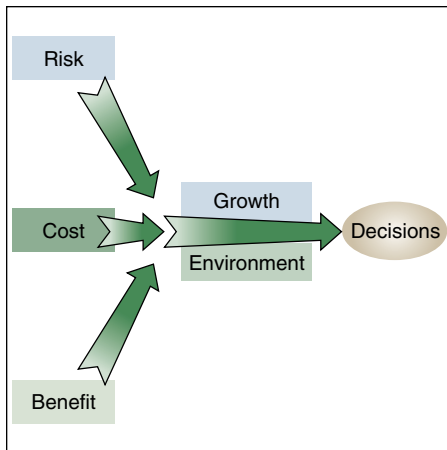 Risk
Growth
Cost
Decisions
Environment
Benefit